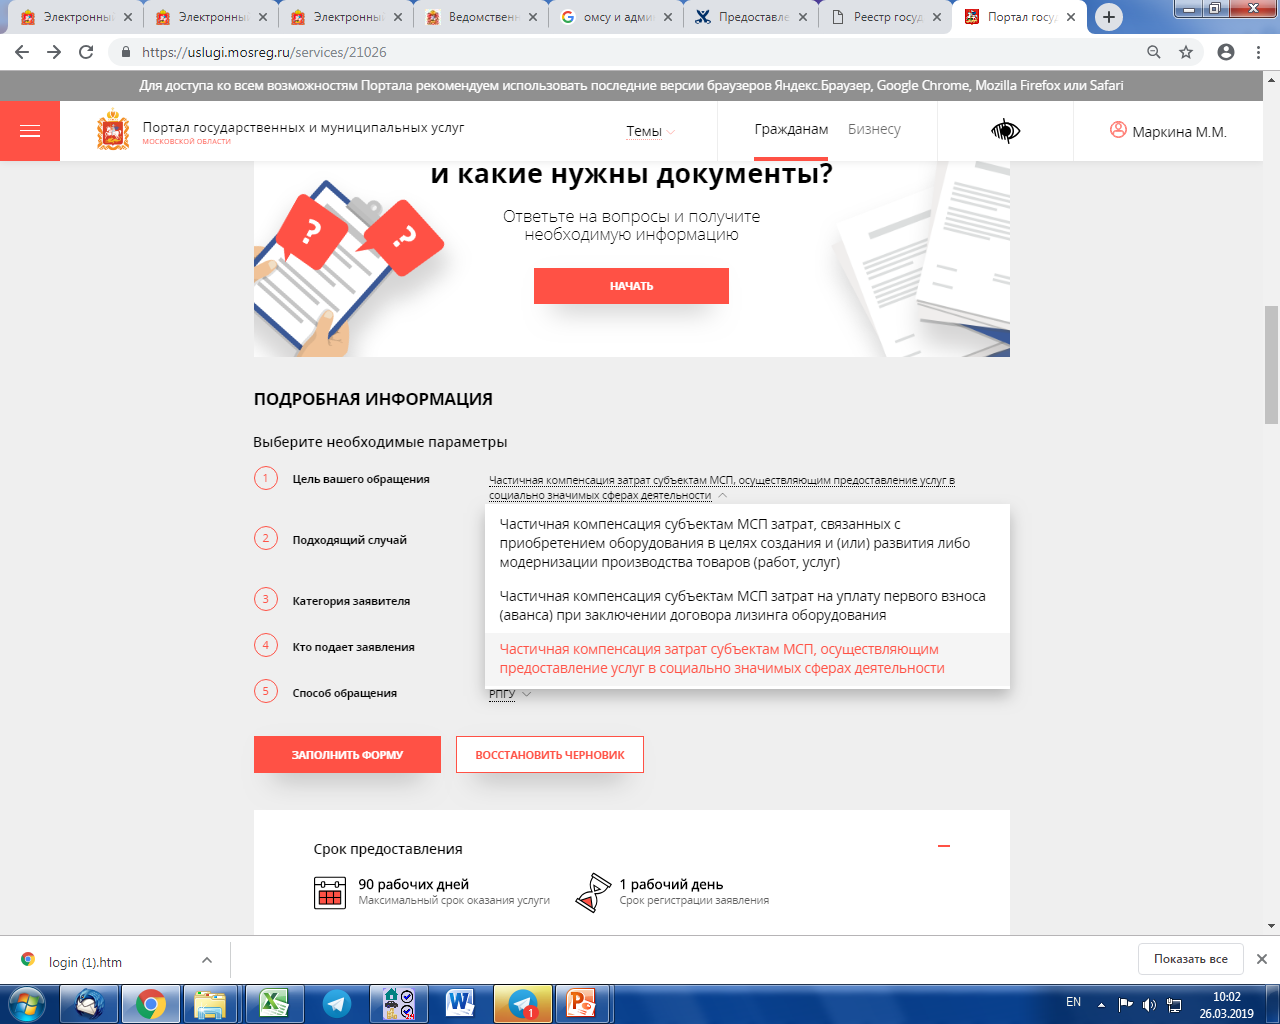 Электронны
Электронны
Электронны
Ведомствен
омсу и адми
Предоставле
Реестр госуд
Портал госу
https://uslugi.mosreg.ru/services/21026
Для доступа ко всем возможностям Портала рекомендуем использовать последние версии браузеров Яндекс.Браузер, Google Chrome, Mozilla Firefox или Safari
Портал государственных и муниципальных услуг
МОСКОВСКОЙ ОБЛАСТИ
Темы
Гражданам
Бизнесу
Маркина М.М.
и какие нужны документы?
Ответьте на вопросы и получите
необходимую информацию
НАЧАТЬ
? ?
ПОДРОБНАЯ ИНФОРМАЦИЯ
Выберите необходимые параметры
1 Цель вашего обращения
Частичная компенсация затрат субъектам МСП, осуществляющим предоставление услуг в
социально значимых сферах деятельности
Частичная компенсация субъектам МСП затрат, связанных с
приобретением оборудования в целях создания и (или) развития либо
модернизации производства товаров (работ, услуг)
Частичная компенсация субъектам МСП затрат на уплату первого взноса
(аванса) при заключении договора лизинга оборудования
Частичная компенсация затрат субъектам МСП, осуществляющим
предоставление услуг в социально значимых сферах деятельности
2 Подходящий случай
3 Категория заявителя
4 Кто подает заявления
5 Способ обращения
РПГУ
ЗАПОЛНИТЬ ФОРМУ
ВОССТАНОВИТЬ ЧЕРНОВИК
Срок предоставления
90 рабочих дней
Максимальный срок оказания услуги
1 рабочий день
Срок регистрации заявления
login (1).htm
Показать все
1
EN
10:02
26.03.2019